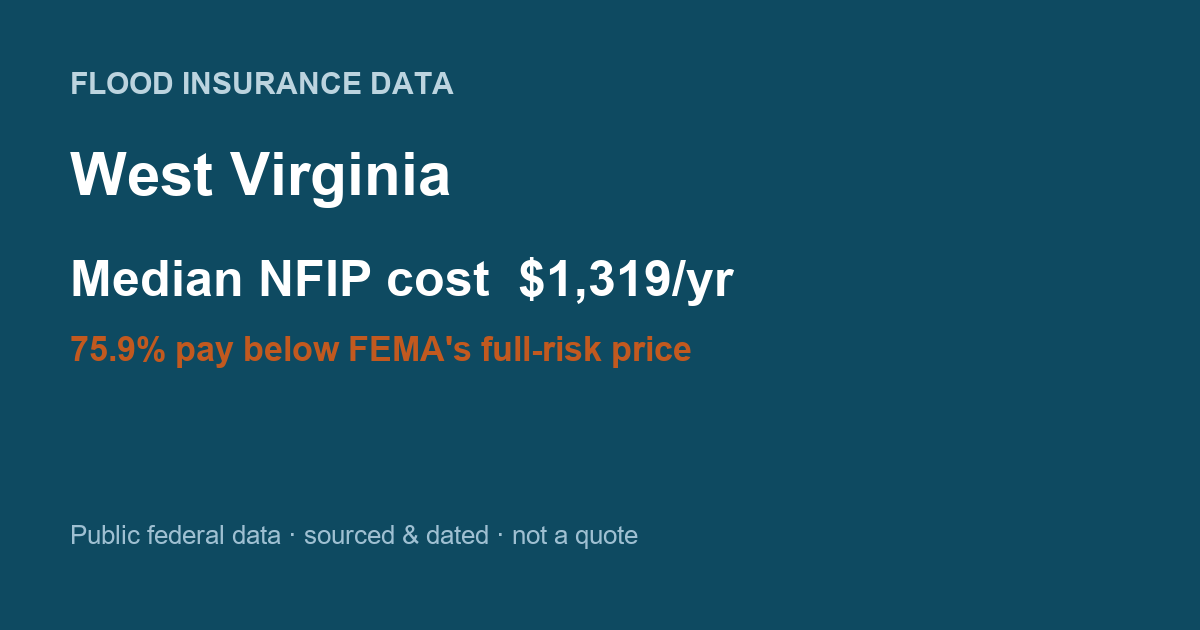 FLOOD INSURANCE DATA
West Virginia
Median NFIP cost  $1,319/yr
75.9% pay below FEMA's full-risk price
Public federal data · sourced & dated · not a quote